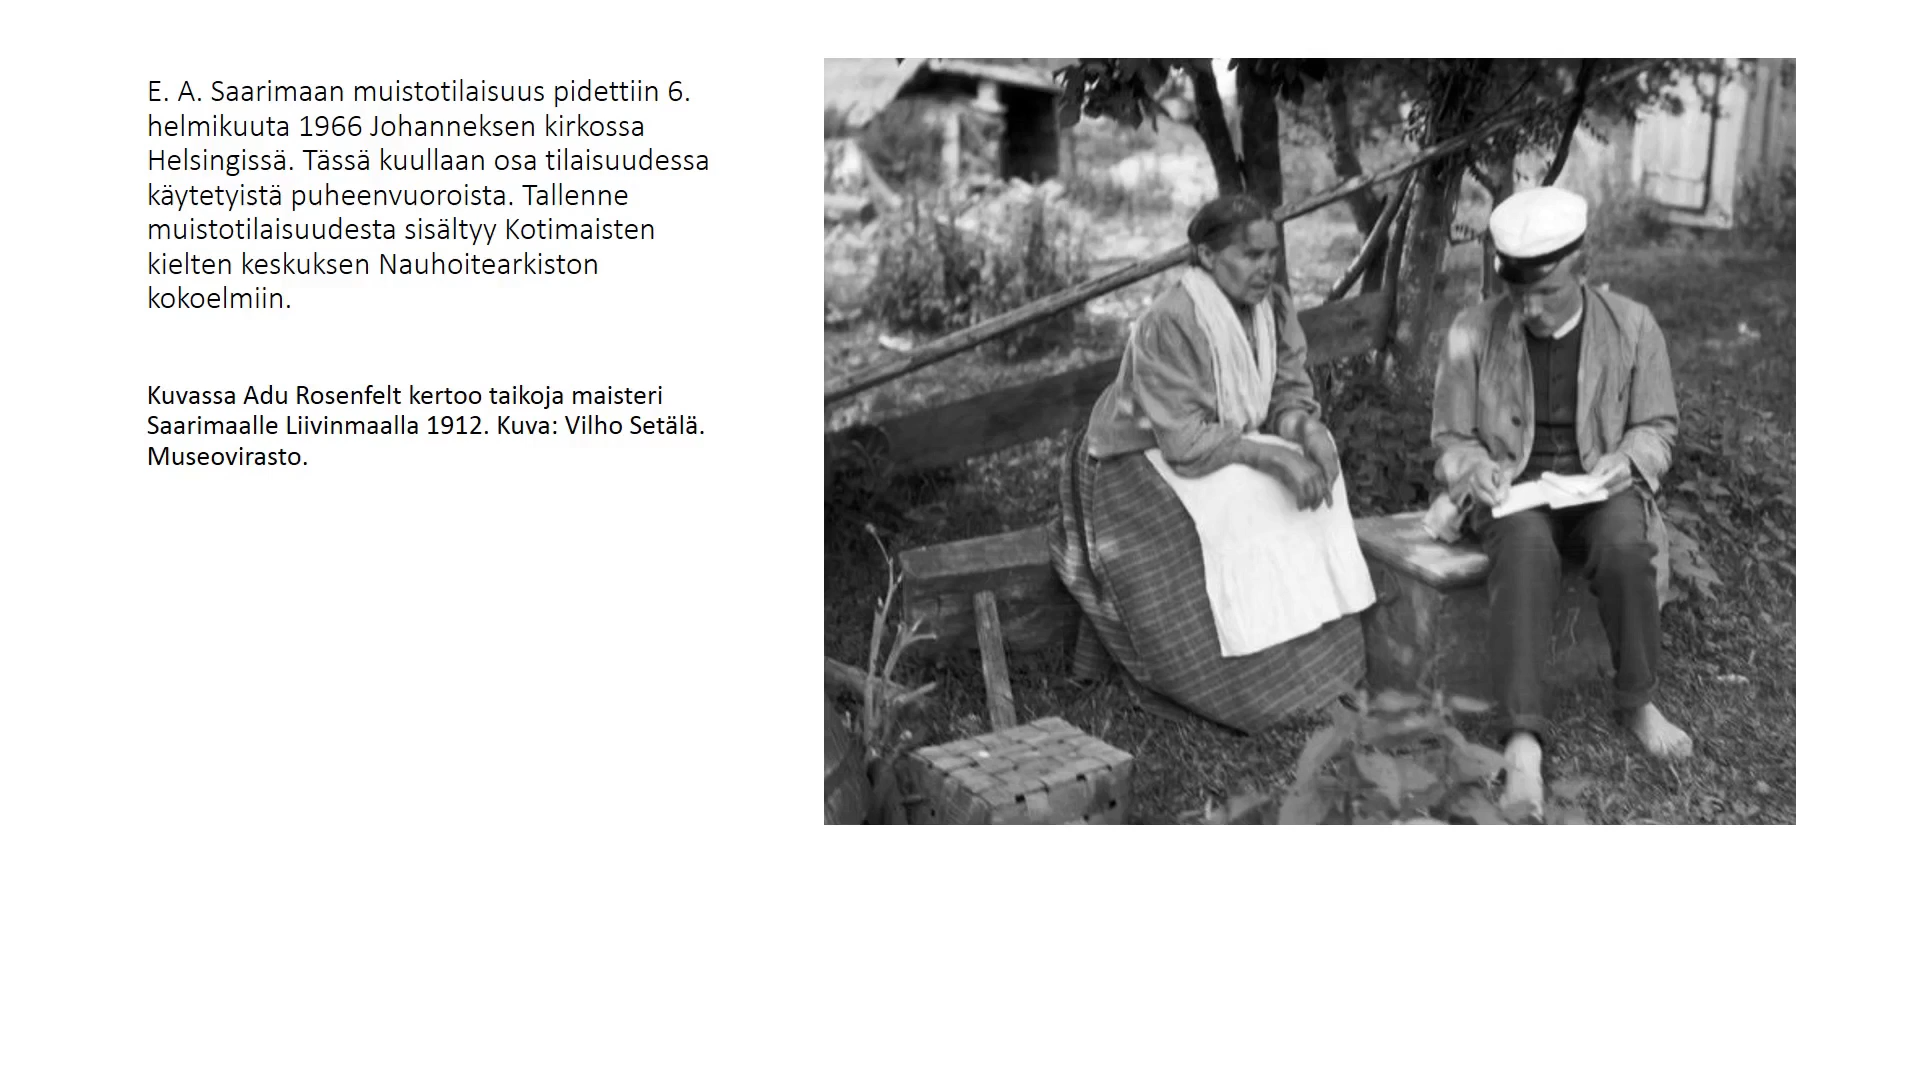 E. A. Saarimaan muistotilaisuus pidettiin 6.
helmikuuta 1966 Johanneksen kirkossa
Helsingissä. Tässä kuullaan osa tilaisuudessa
käytetyistä puheenvuoroista. Tallenne
muistotilaisuudesta sisältyy Kotimaisten
kielten keskuksen Nauhoitearkiston
kokoelmiin.
Kuvassa Adu Rosenfelt kertoo taikoja maisteri
Saarimaalle Liivinmaalla 1912. Kuva: Vilho Setälä.
Museovirasto.